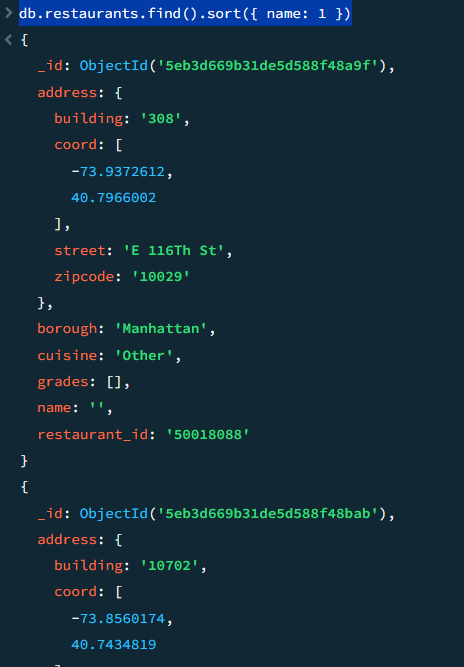 db.restaurants.find().sort({ name: 1 })
{
_id: ObjectId('5eb3d669b31de5d588f48a9f'),
address: {
building: '308',
coord: [
-73.9372612,
40.7966002
],
street: 'E 116Th St',
zipcode: '10029'
},
borough: 'Manhattan',
cuisine: 'Other',
grades: [],
name: '',
restaurant_id: '50018088'
}
{
_id: ObjectId('5eb3d669b31de5d588f48bab'),
address: {
building: '10702',
coord: [
-73.8560174,
40.7434819